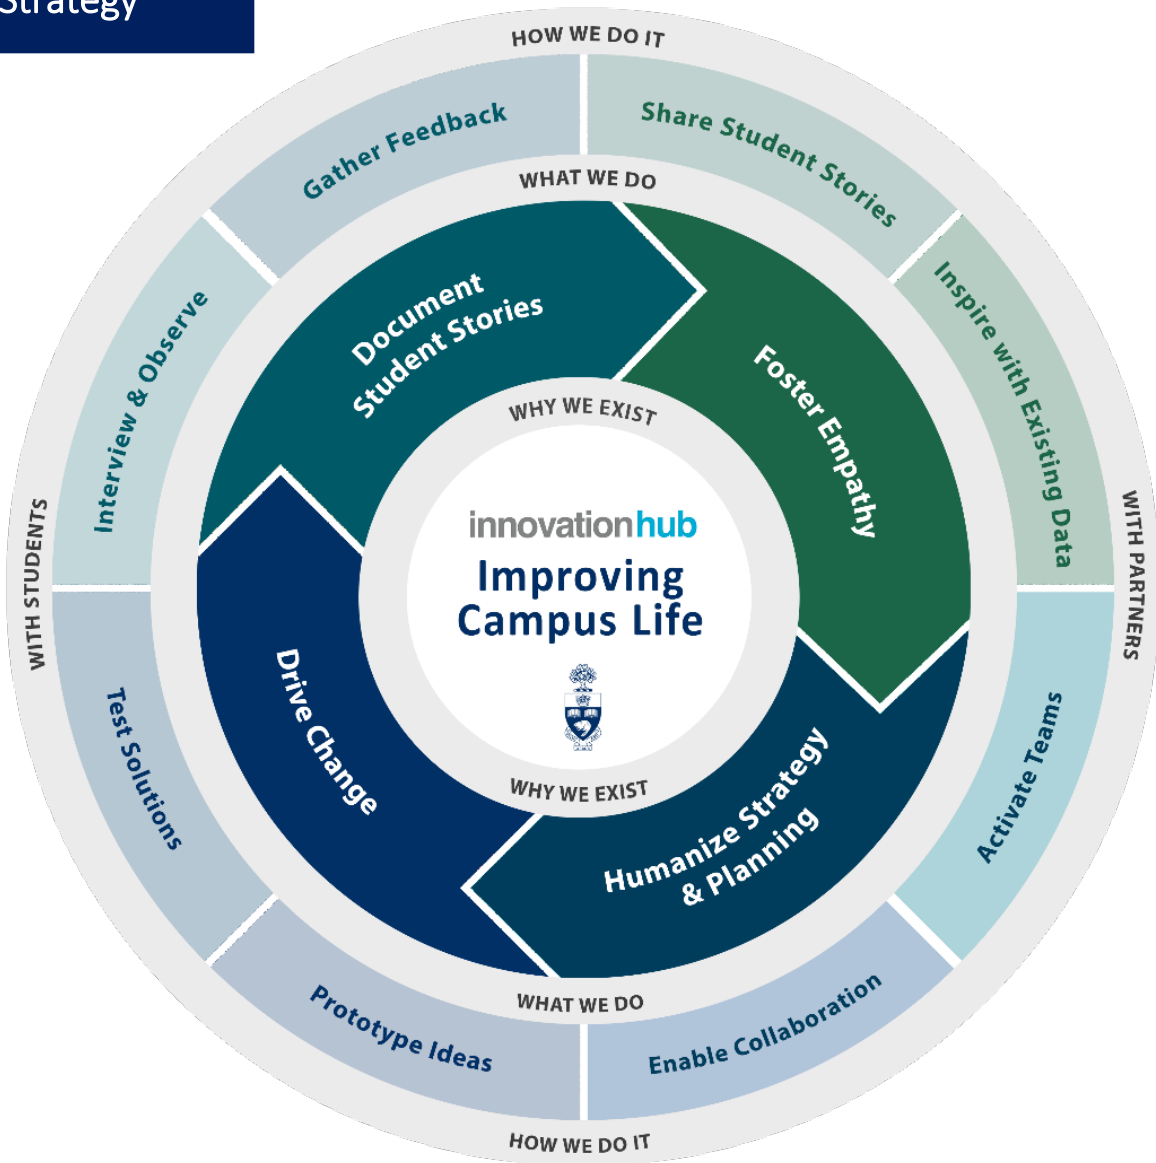 Strategy
HOW WE DO IT
Gather Feedback
Share Student Stories
Inspire with Existing Data
Activate Teams
Enable Collaboration
Prototype Ideas
Test Solutions
Interview & Observe
WITH STUDENTS
WITH PARTNERS
WHAT WE DO
Document
Student Stories
Foster Empathy
Humanize Strategy
& Planning
Drive Change
WHY WE EXIST
innovationhub
Improving
Campus Life
WHY WE EXIST
WHAT WE DO
HOW WE DO IT